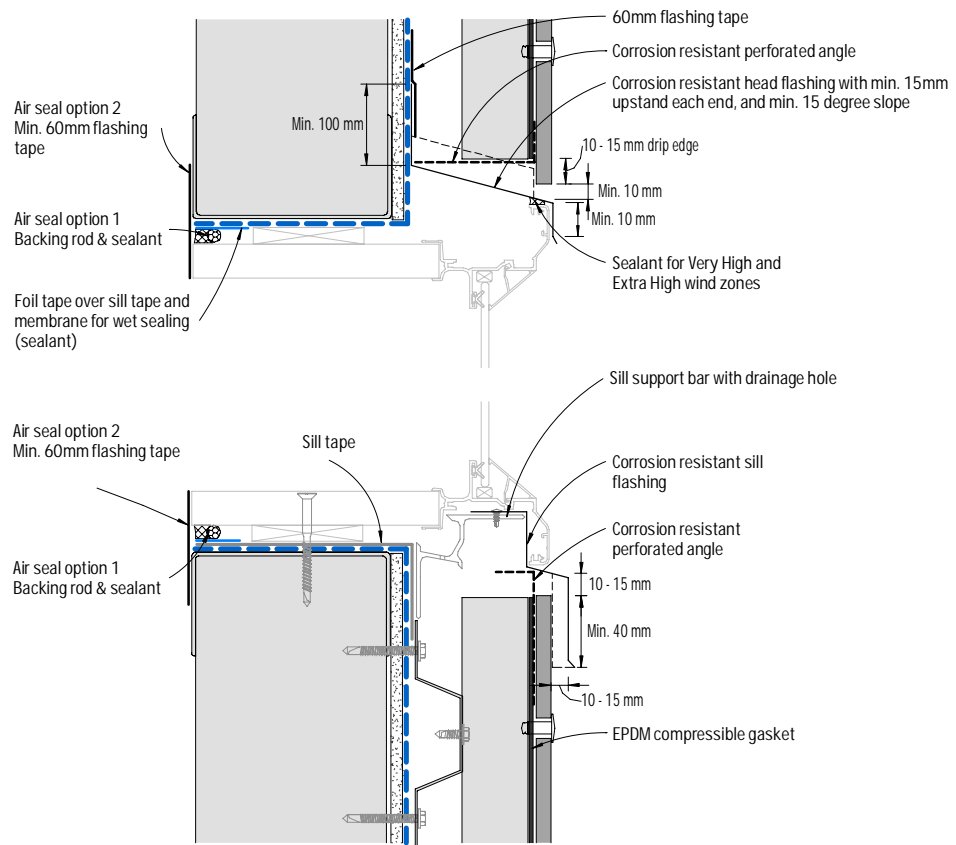 60mm flashing tape
Corrosion resistant perforated angle
Corrosion resistant head flashing with min. 15mm
upstand each end, and min. 15 degree slope
Air seal option 2
Min. 60mm flashing
tape
Min. 100 mm
10 - 15 mm drip edge
Min. 10 mm
Min. 10 mm
Air seal option 1
Backing rod & sealant
Sealant for Very High and
Extra High wind zones
Foil tape over sill tape and
membrane for wet sealing
(sealant)
Sill support bar with drainage hole
Air seal option 2
Min. 60mm flashing tape
Sill tape
Corrosion resistant sill
flashing
Corrosion resistant
perforated angle
Air seal option 1
Backing rod & sealant
10 - 15 mm
Min. 40 mm
10 - 15 mm
EPDM compressible gasket